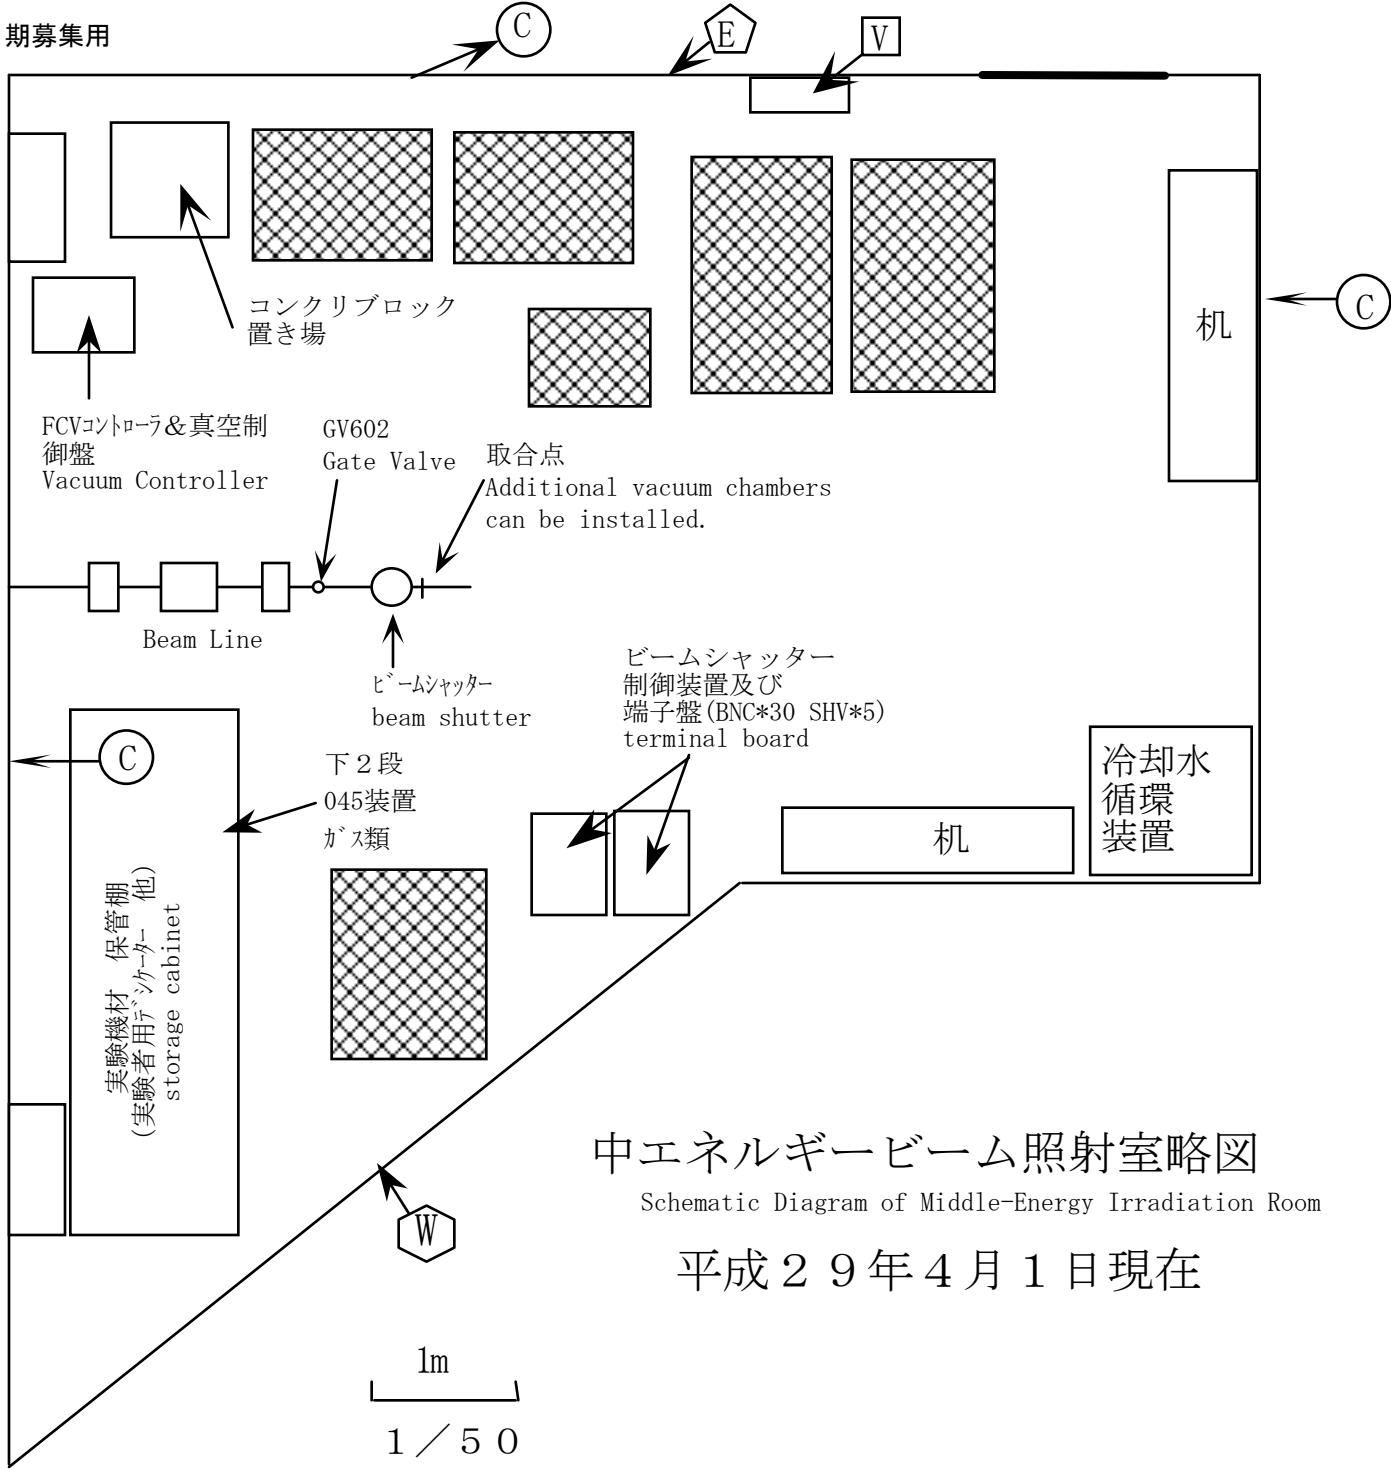 期募集用
C
E
V
コンクリブロック
置き場
机
C
FCVｺﾝﾄﾛｰﾗ＆真空制
御盤
Vacuum Controller
GV602
Gate Valve
取合点
Additional vacuum chambers
can be installed.
Beam Line
ﾋﾞｰﾑｼｬｯﾀｰ
beam shutter
ビームシャッター
制御装置及び
端子盤(BNC*30 SHV*5)
terminal board
C
下２段
045装置
ｶﾞｽ類
冷却水
循環
装置
机
実験機材　保管棚
(実験者用ﾃﾞｼｹｰﾀｰ　他)
storage cabinet
中エネルギービーム照射室略図
Schematic Diagram of Middle-Energy Irradiation Room
W
平成２９年４月１日現在
1m
１／５０